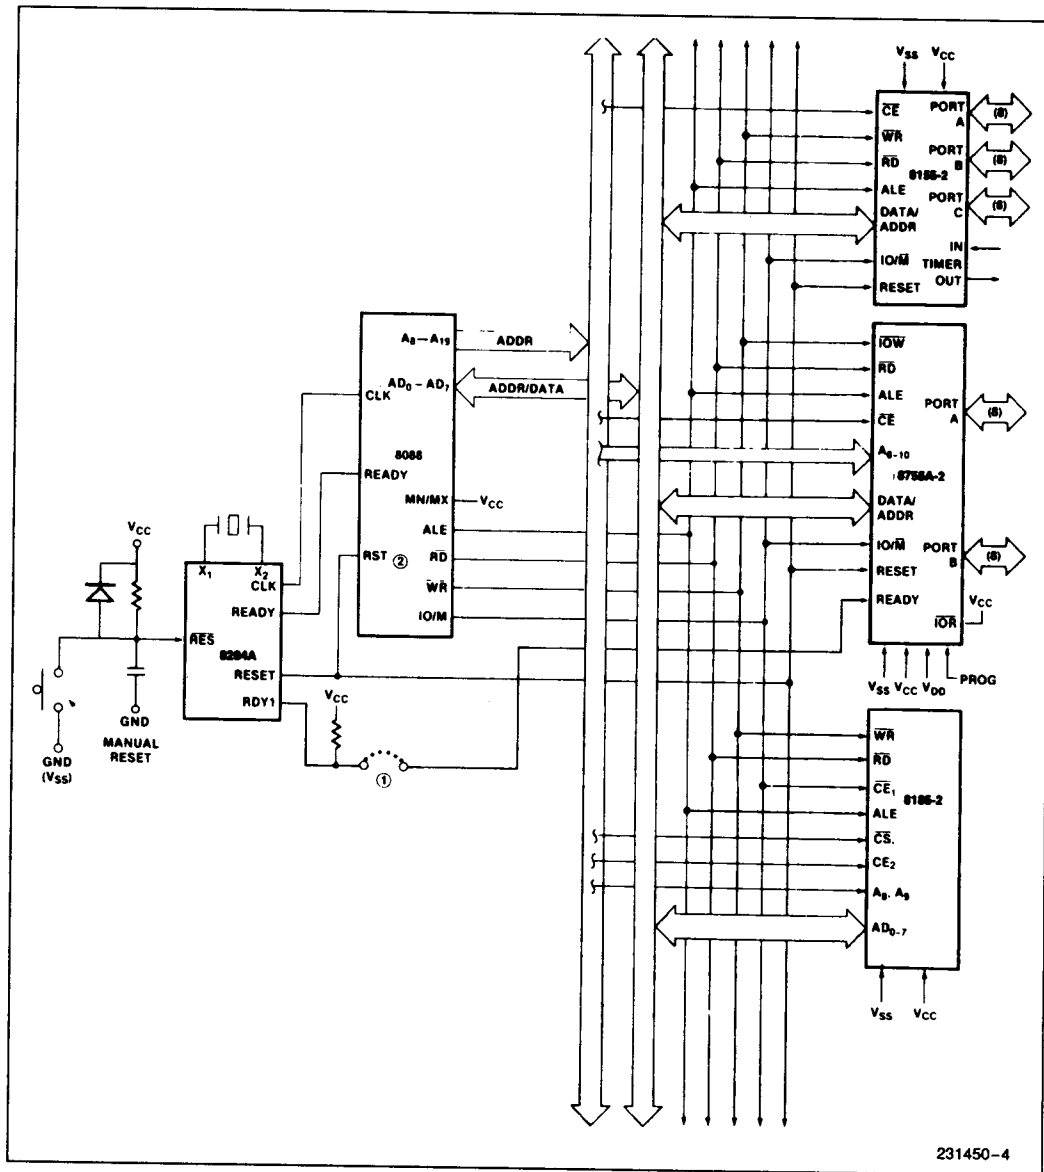 VSS VCC
CE PORT A (8)
WR
RD PORT B (8)
8155-2
ALE
PORT C (6)
DATA/ADDR
IN
IO/M TIMER
OUT
RESET
A8–A19 ADDR
AD0–AD7 ADDR/DATA
CLK
8088
READY
MN/MX VCC
ALE
RST ②
RD
WR
IO/M
IOW
RD
ALE
PORT A (8)
CE
A8-10
8755A-2
DATA/ADDR
IO/M PORT B (8)
RESET
READY VCC
IOR
VSS VCC VDD PROG
VCC
X1 X2
CLK
READY
RES
8284A
RESET
RDY1
VCC
①
GND
MANUAL
RESET
GND
(VSS)
WR
RD
CE1
8185-2
ALE
CS.
CE2
A8. A9
AD0-7
VSS VCC
231450-4